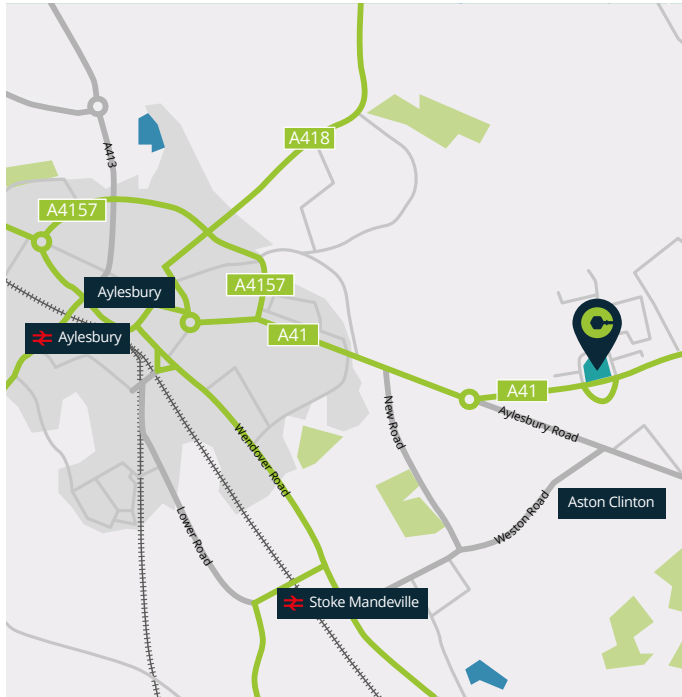 A418
A413
A4157
A4157
Aylesbury
Aylesbury
A41
A41
New Road
Aylesbury Road
Wendover Road
Weston Road
Aston Clinton
Lower Road
Stoke Mandeville